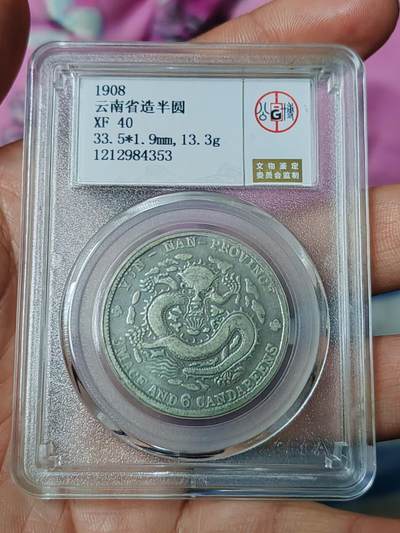 1908
云南省造半圆
XF 40
33.5*1.9mm,13.3g
1212984353
公 G 博
文物鉴定
委员会监制
YUN-NAN-PROVINCE
3 MACE AND 6 CANDAREENS